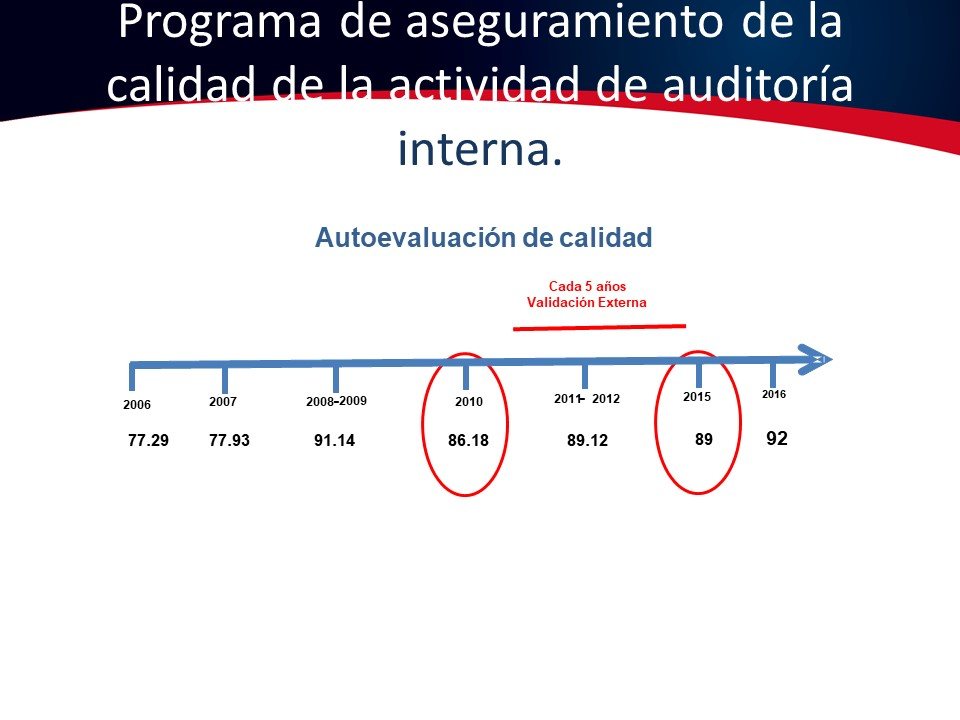 Programa de aseguramiento de la
calidad de la actividad de auditoría
interna.
Autoevaluación de calidad
Cada 5 años
Validación Externa
2006 2007 2008-2009 2010 2011- 2012 2015 2016
77.29 77.93 91.14 86.18 89.12 89 92